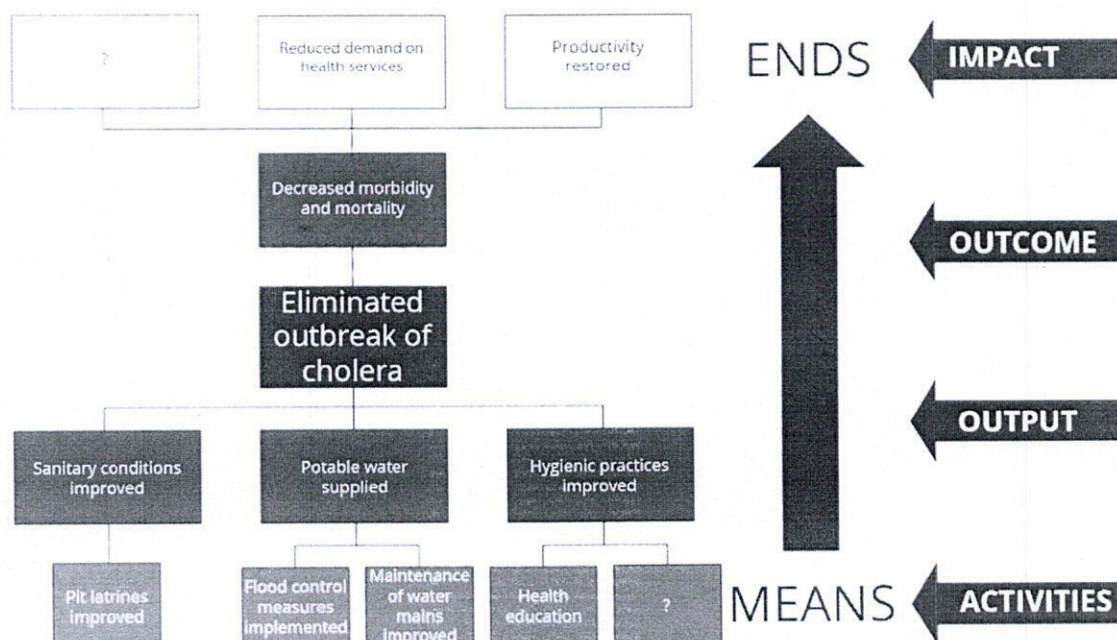 ?
Reduced demand on
health services
Productivity
restored
ENDS
IMPACT
Decreased morbidity
and mortality
OUTCOME
Eliminated
outbreak of
cholera
OUTPUT
Sanitary conditions
improved
Potable water
supplied
Hygienic practices
improved
Pit latrines
improved
Flood control
measures
implemented
Maintenance
of water
mains
improved
Health
education
?
MEANS
ACTIVITIES